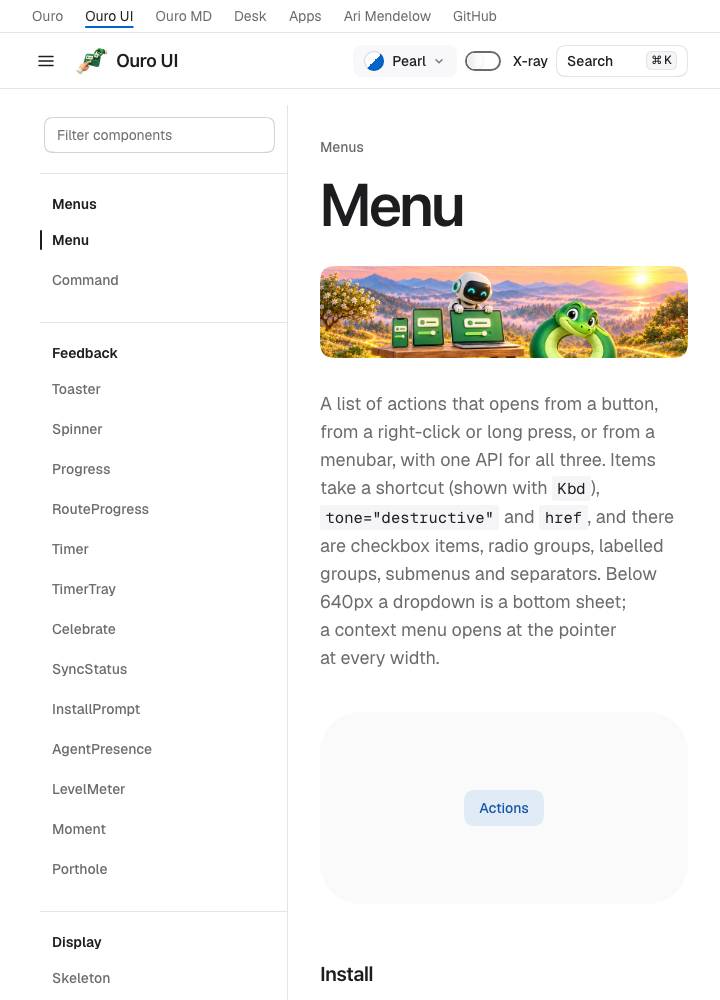 Ouro Ouro UI Ouro MD Desk Apps Ari Mendelow GitHub
Ouro UI Pearl X-ray Search ⌘ K
Filter components
Menus
Menu
Command
Feedback
Toaster
Spinner
Progress
RouteProgress
Timer
TimerTray
Celebrate
SyncStatus
InstallPrompt
AgentPresence
LevelMeter
Moment
Porthole
Display
Skeleton
Menus
Menu
A list of actions that opens from a button,
from a right-click or long press, or from a
menubar, with one API for all three. Items
take a shortcut (shown with Kbd),
tone="destructive" and href, and there
are checkbox items, radio groups, labelled
groups, submenus and separators. Below
640px a dropdown is a bottom sheet;
a context menu opens at the pointer
at every width.
Actions
Install